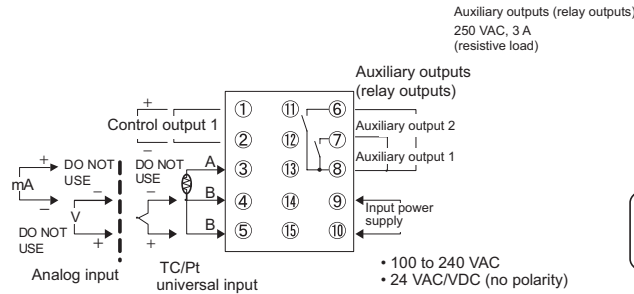 Auxiliary outputs (relay outputs)
250 VAC, 3 A
(resistive load)
Auxiliary outputs
(relay outputs)
+
Control output 1
−
1 11 6
2 12 7
3 13 8
4 14 9
5 15 10
Auxiliary output 2
Auxiliary output 1
Input power
supply
+
mA
−
DO NOT
USE
−
V
+
DO NOT
USE
DO NOT
USE
−
+
A
B
B
Analog input
TC/Pt
universal input
• 100 to 240 VAC
• 24 VAC/VDC (no polarity)